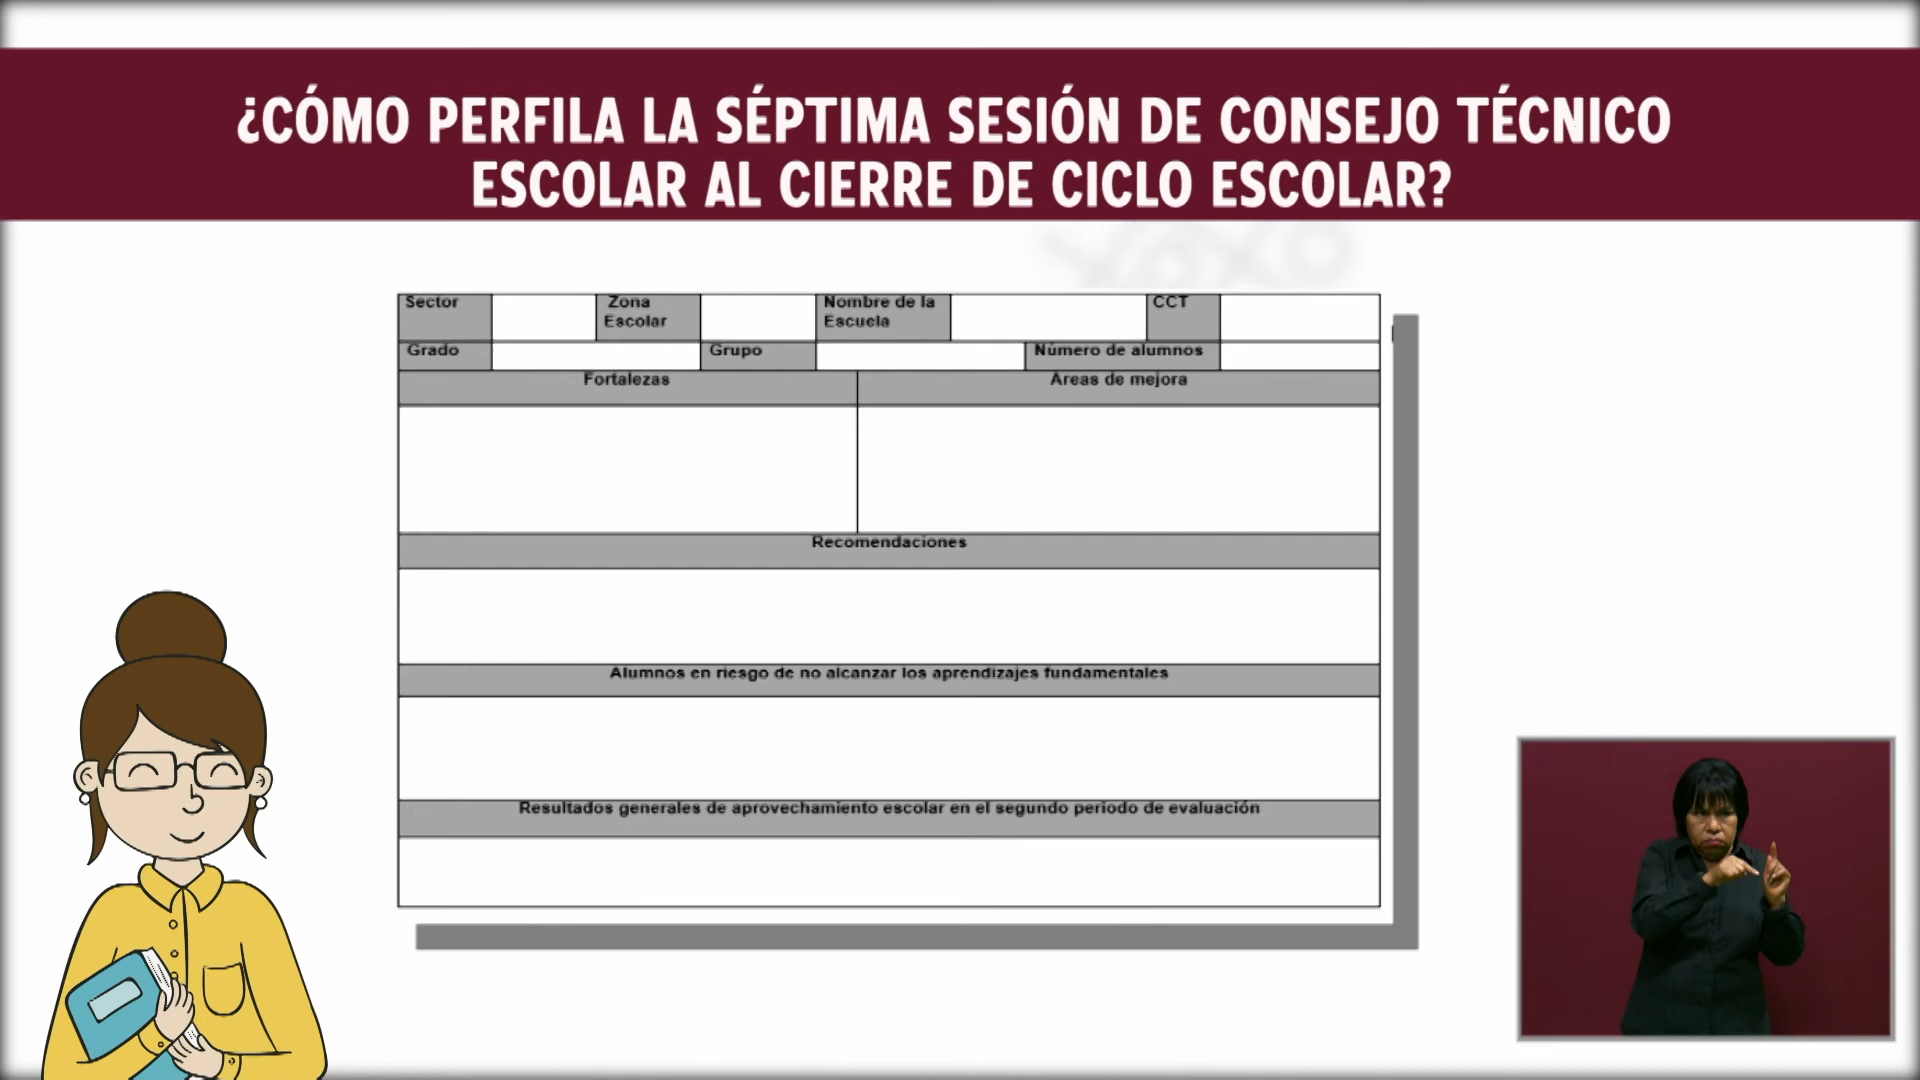 ¿CÓMO PERFILA LA SÉPTIMA SESIÓN DE CONSEJO TÉCNICO
ESCOLAR AL CIERRE DE CICLO ESCOLAR?
Sector
Zona
Escolar
Nombre de la
Escuela
CCT
Grado
Grupo
Número de alumnos
Fortalezas
Áreas de mejora
Recomendaciones
Alumnos en riesgo de no alcanzar los aprendizajes fundamentales
Resultados generales de aprovechamiento escolar en el segundo periodo de evaluación